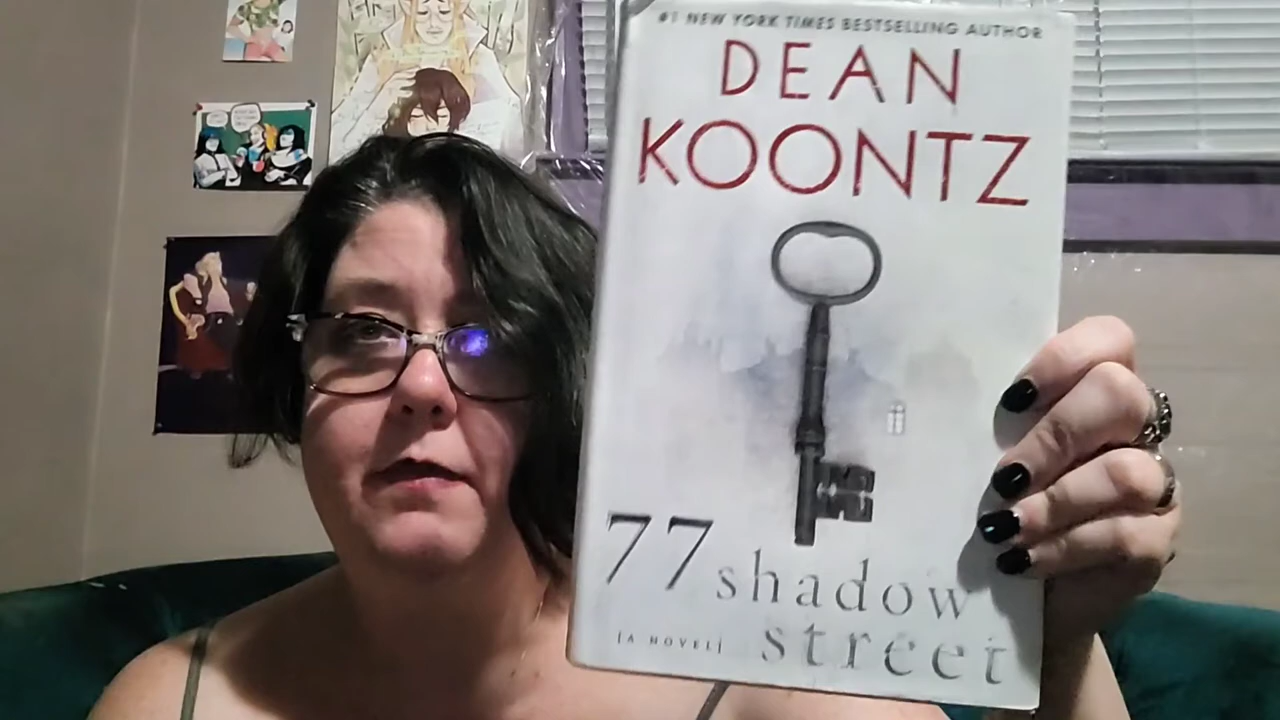 #1 NEW YORK TIMES BESTSELLING AUTHOR
DEAN
KOONTZ
77 shadow
street
[A NOVEL]